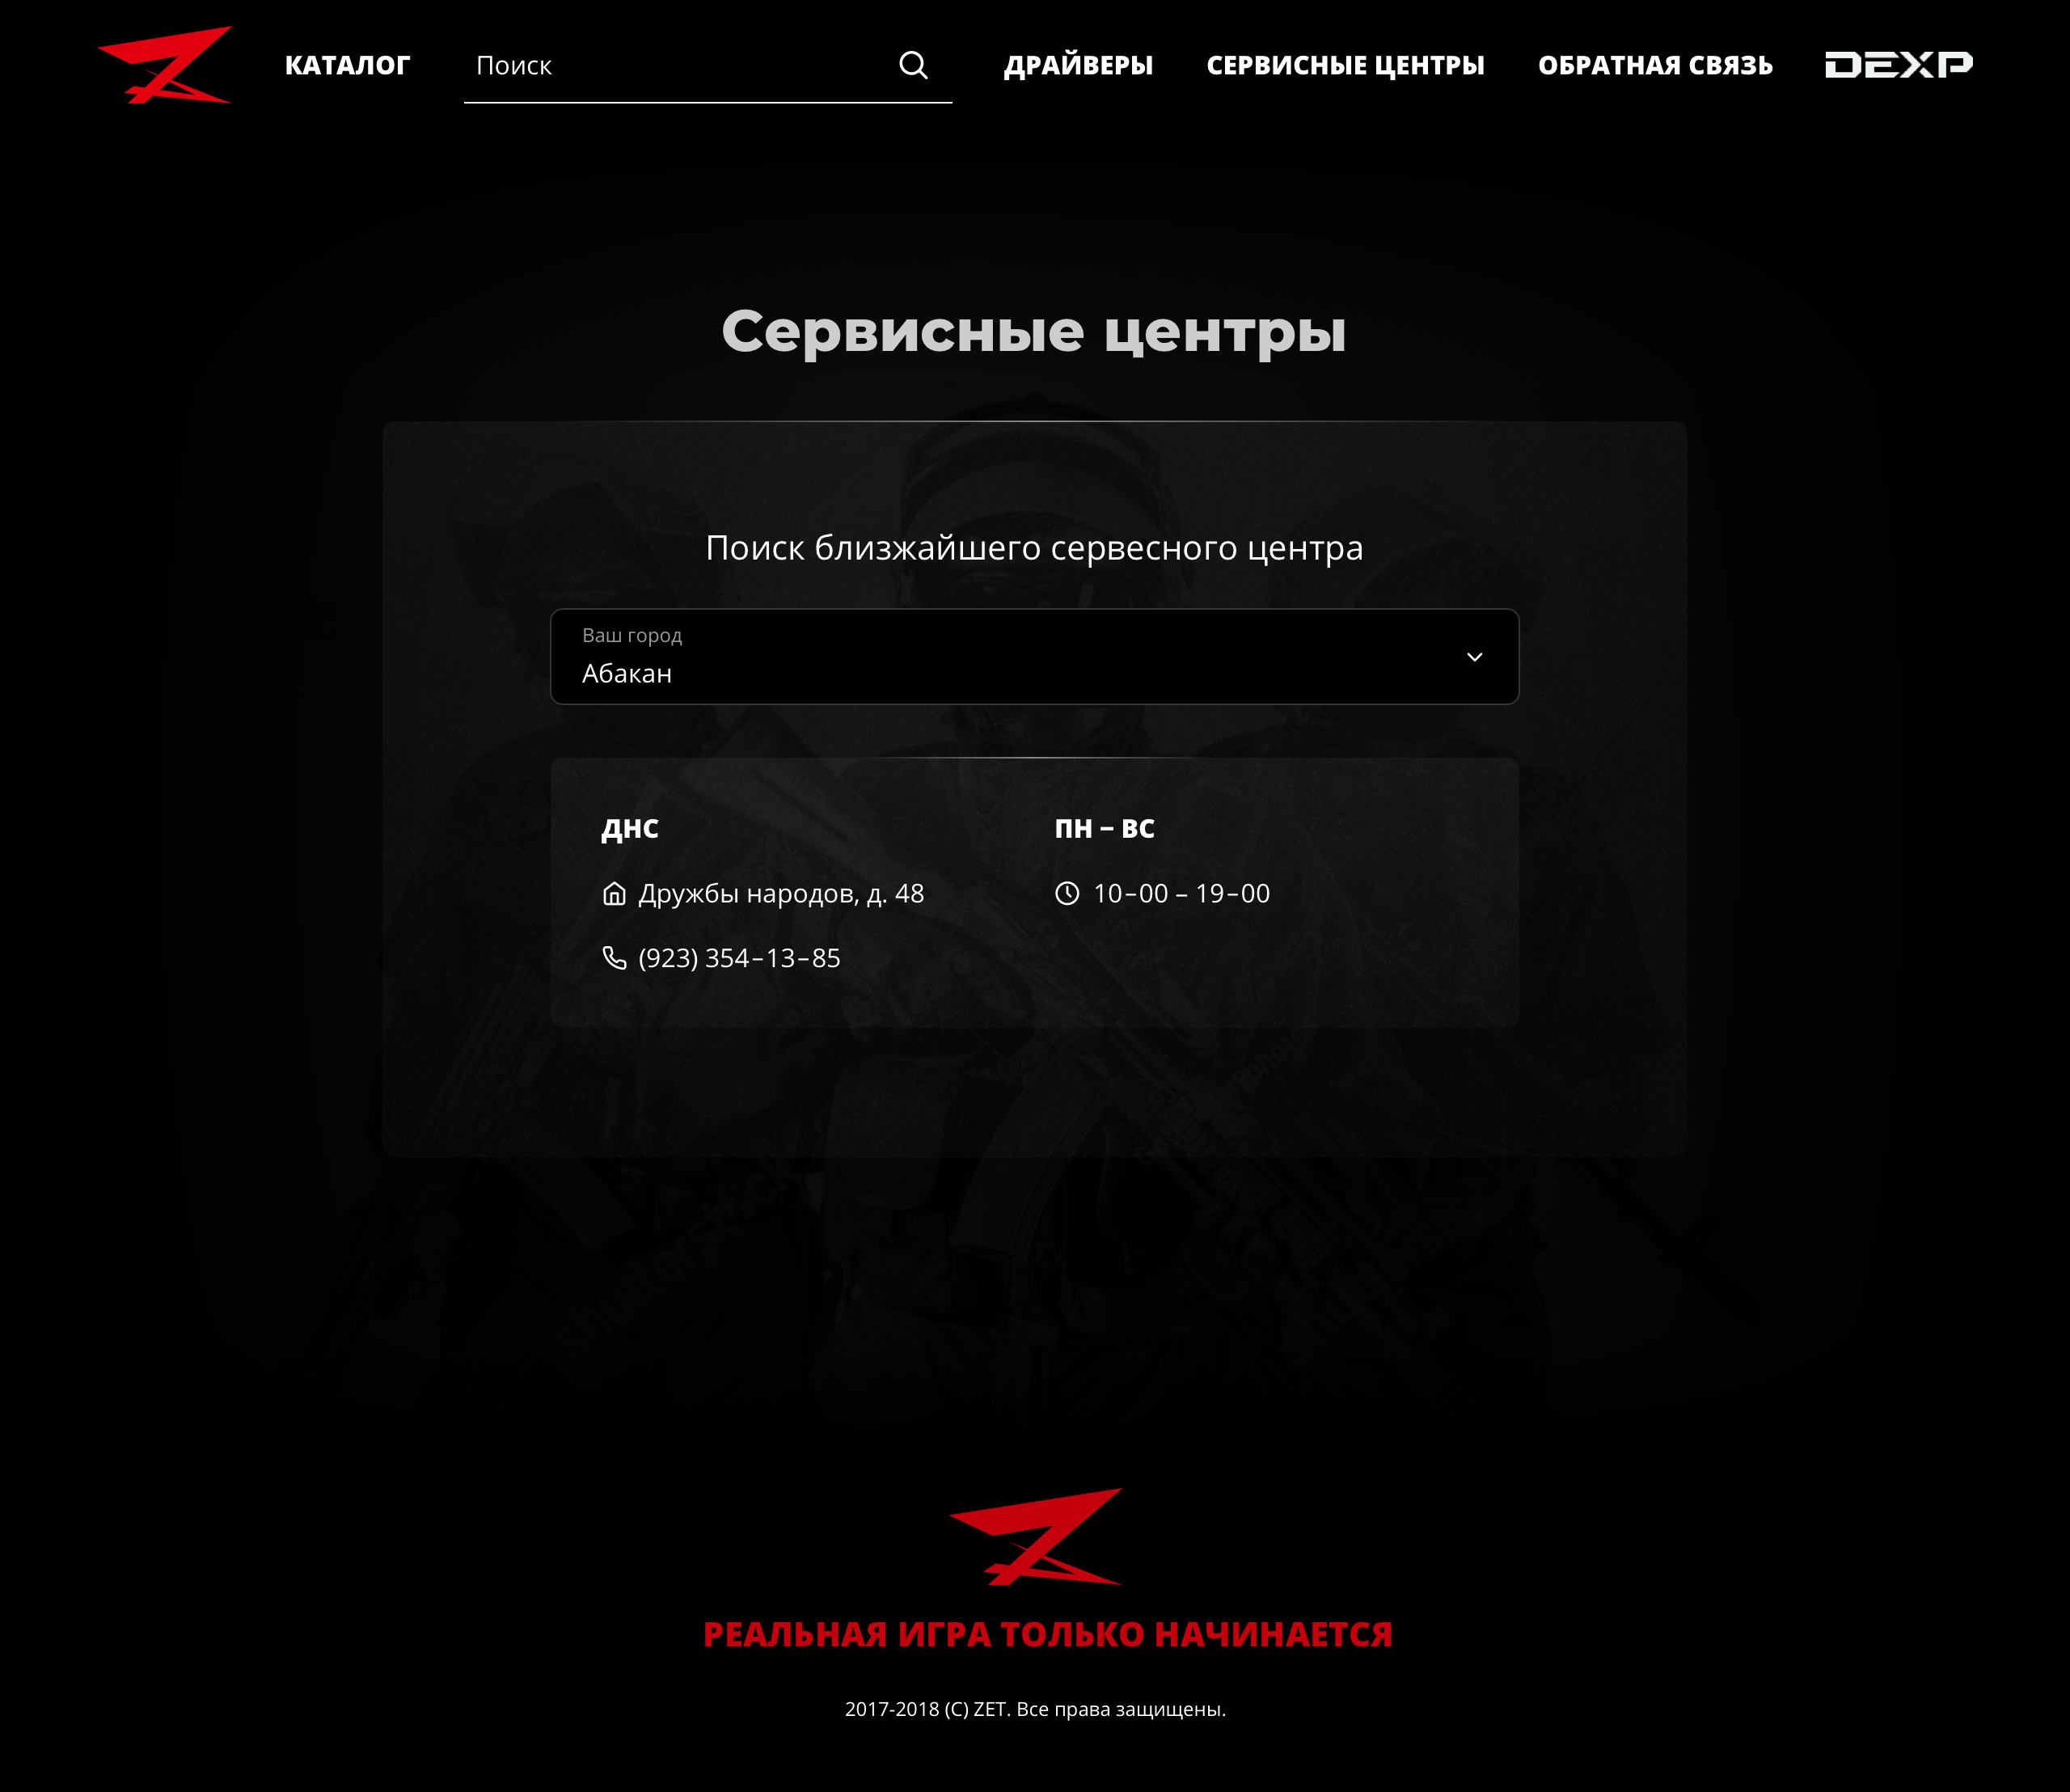 КАТАЛОГ
Поиск
ДРАЙВЕРЫ
СЕРВИСНЫЕ ЦЕНТРЫ
ОБРАТНАЯ СВЯЗЬ
DEXP
Сервисные центры
Поиск близжайшего сервесного центра
Ваш город
Абакан
ДНС
ПН – ВС
Дружбы народов, д. 48
10–00 – 19–00
(923) 354–13–85
shutterstock
РЕАЛЬНАЯ ИГРА ТОЛЬКО НАЧИНАЕТСЯ
2017-2018 (C) ZET. Все права защищены.